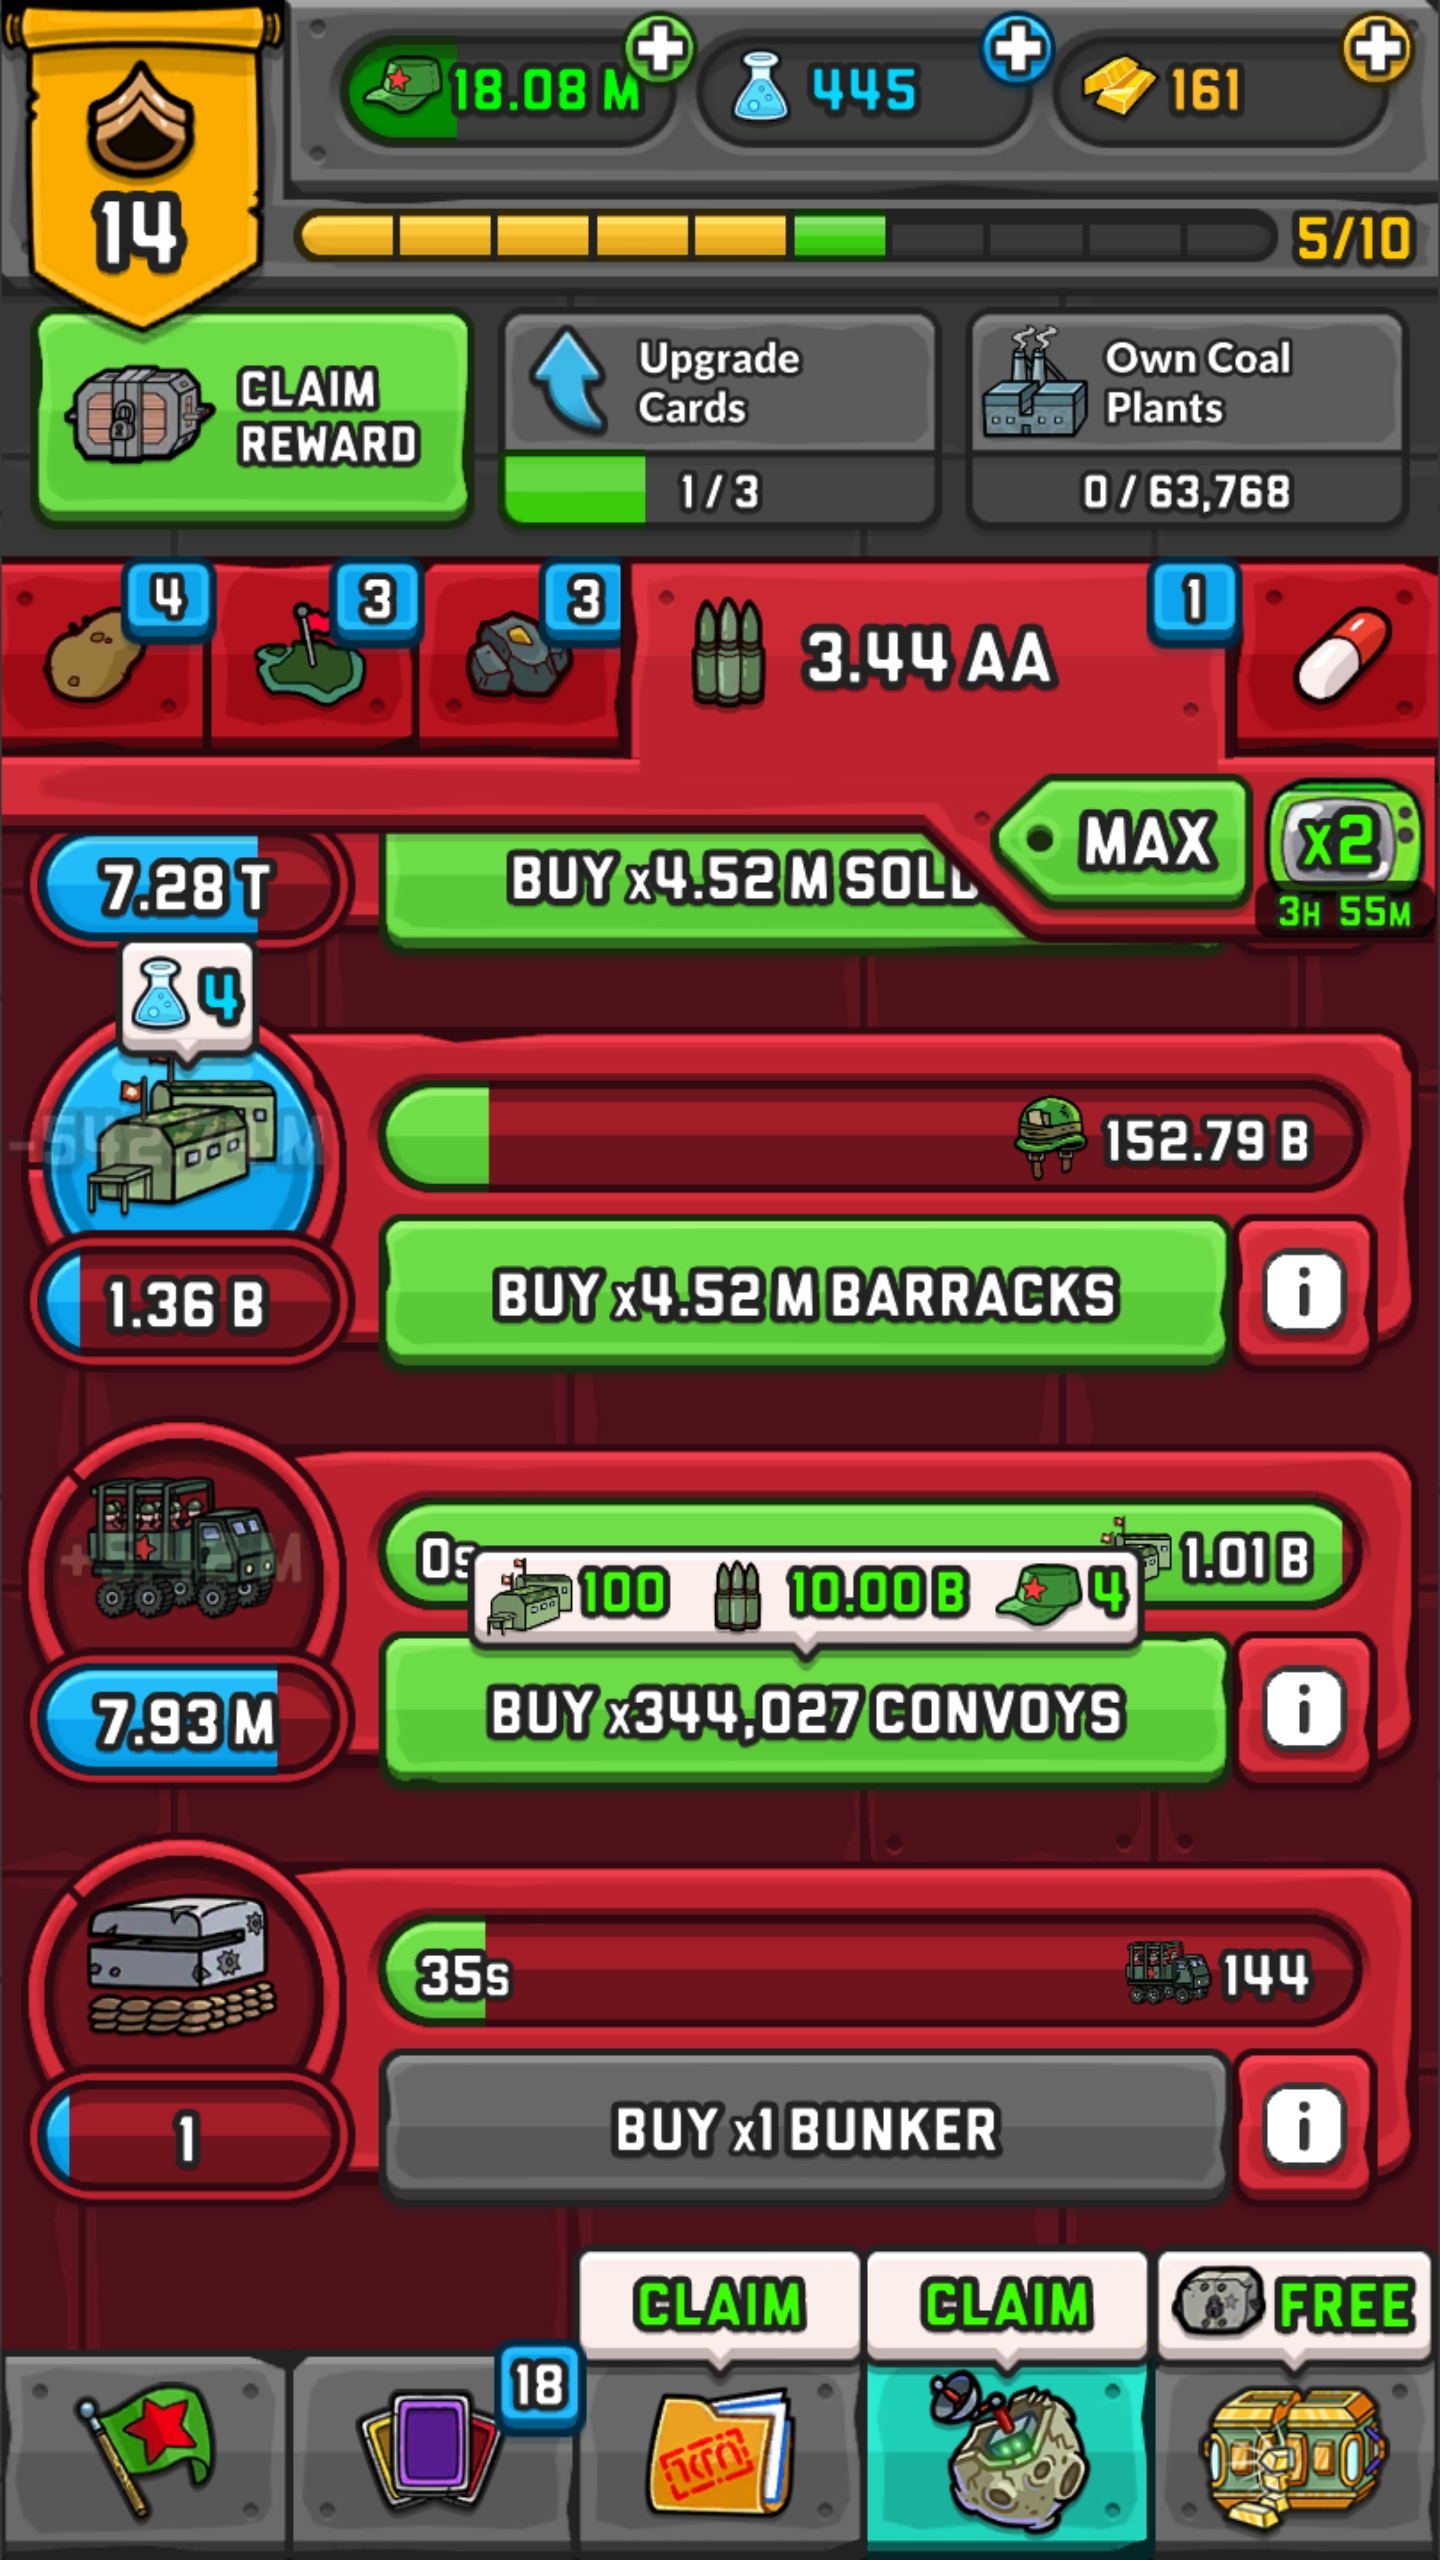 18.08 M
445
161
14
5/10
CLAIM
REWARD
Upgrade
Cards
1 / 3
Own Coal
Plants
0 / 63,768
4
3
3
3.44 AA
1
MAX
x2
3H 55M
7.28 T
BUY x4.52 M SOLD
4
152.79 B
1.36 B
BUY x4.52 M BARRACKS
i
0s
1.01 B
100
10.00 B
4
7.93 M
BUY x344,027 CONVOYS
i
35s
144
1
BUY x1 BUNKER
i
CLAIM
CLAIM
FREE
18